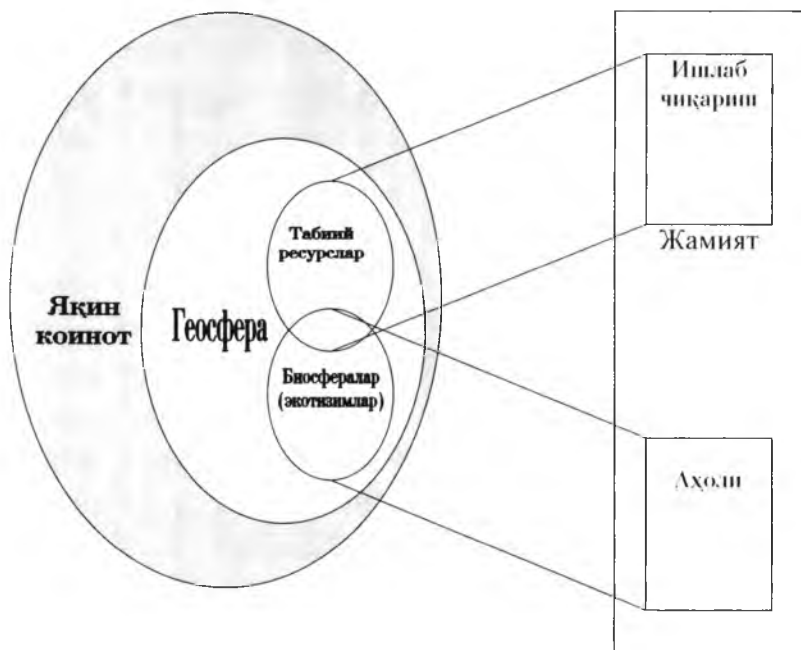 Яқин
коинот
Геосфера
Табиий
ресурслар
Биосфералар
(экотизимлар)
Ишлаб
чиқариш
Жамият
Аҳоли